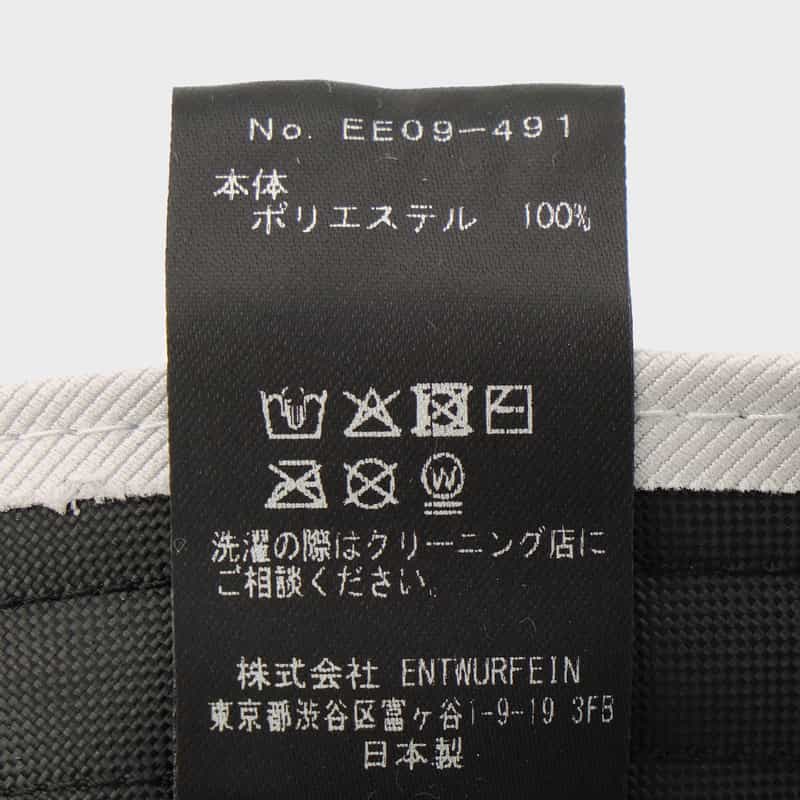 No. EE09-491
本体
ポリエステル 100%
W
洗濯の際はクリーニング店に
ご相談ください。
株式会社 ENTWURFEIN
東京都渋谷区富ヶ谷1-9-19 3FB
日本製